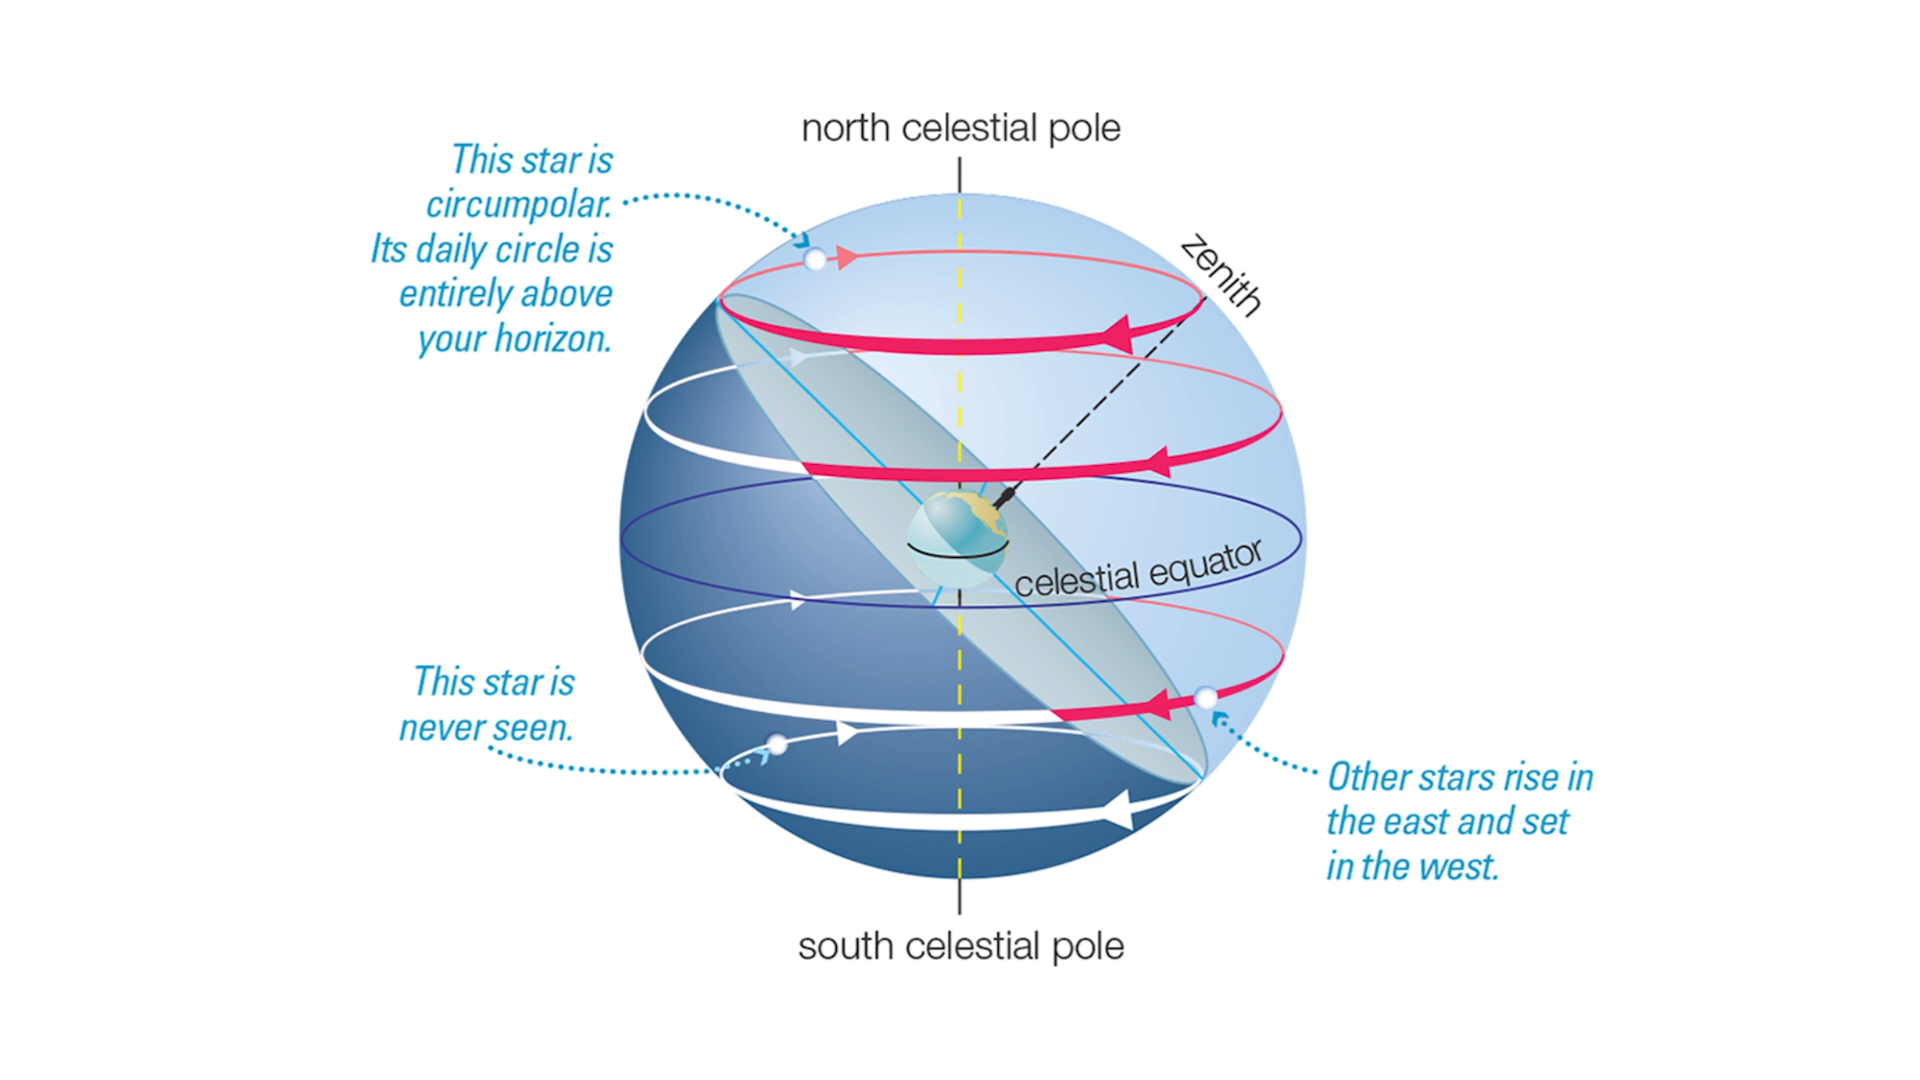 north celestial pole
This star is
circumpolar.
Its daily circle is
entirely above
your horizon.
zenith
celestial equator
This star is
never seen.
Other stars rise in
the east and set
in the west.
south celestial pole